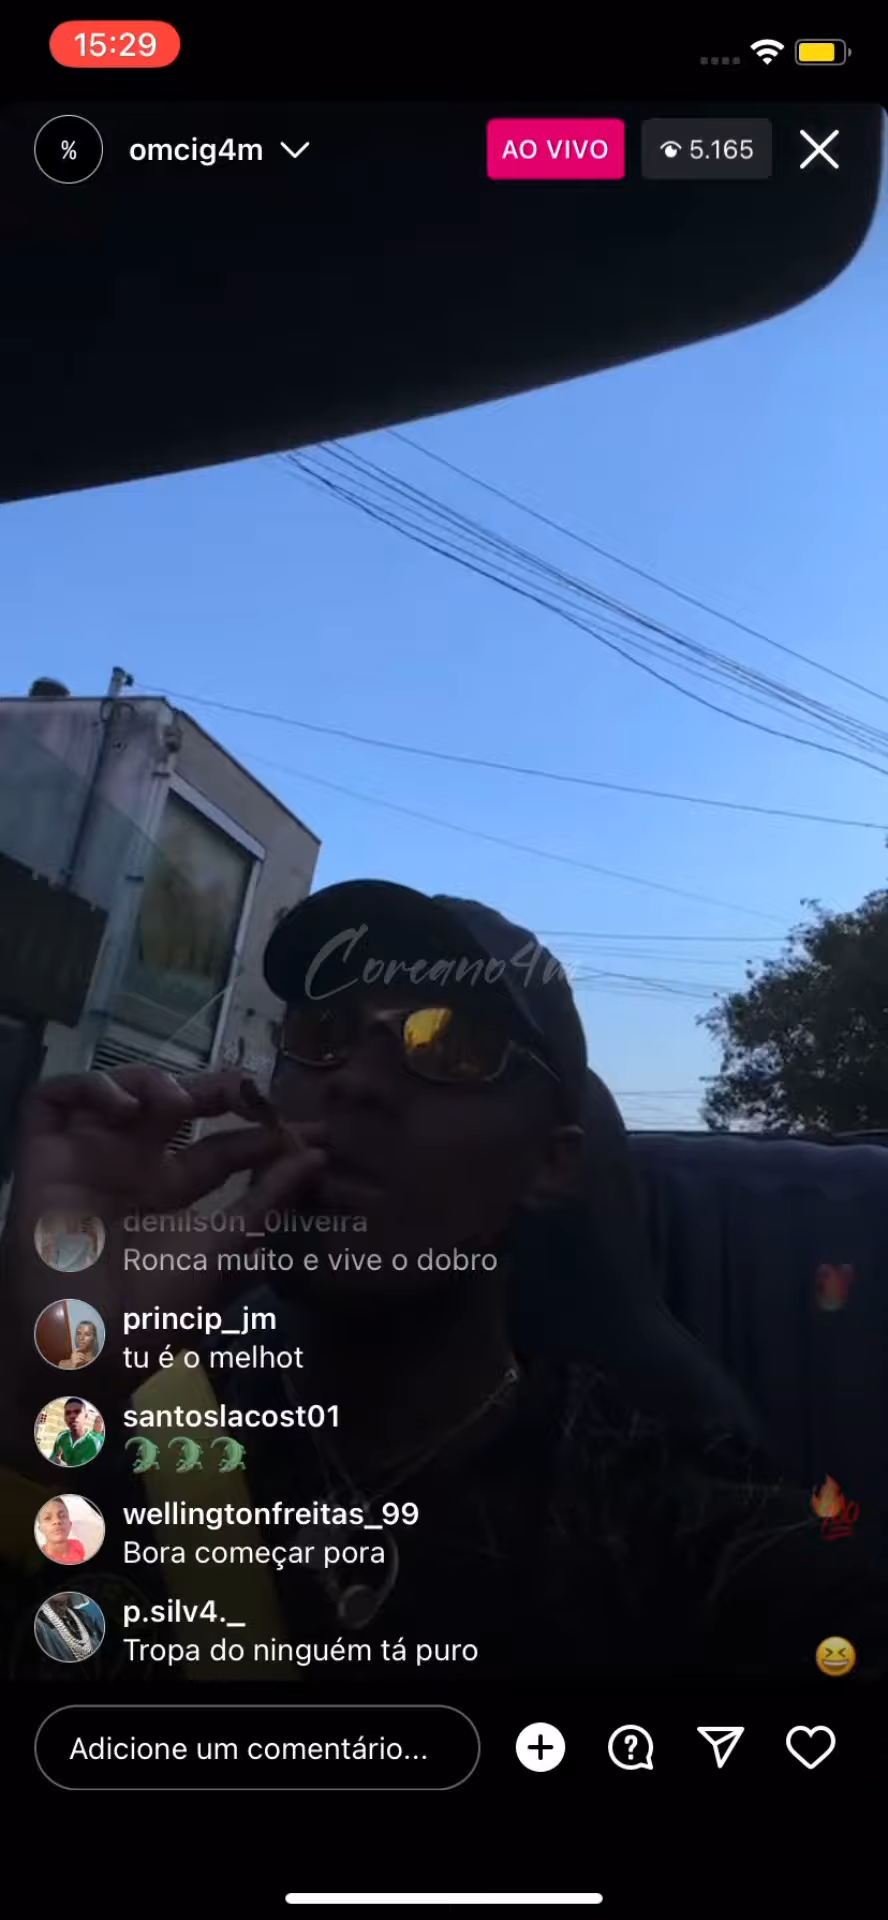 15:29
%
omcig4m
AO VIVO
5.165
Coreano4m
denils0n_0liveira
Ronca muito e vive o dobro
princip_jm
tu é o melhot
santoslacost01
🐊🐊🐊
wellingtonfreitas_99
Bora começar pora
p.silv4._
Tropa do ninguém tá puro
Adicione um comentário...